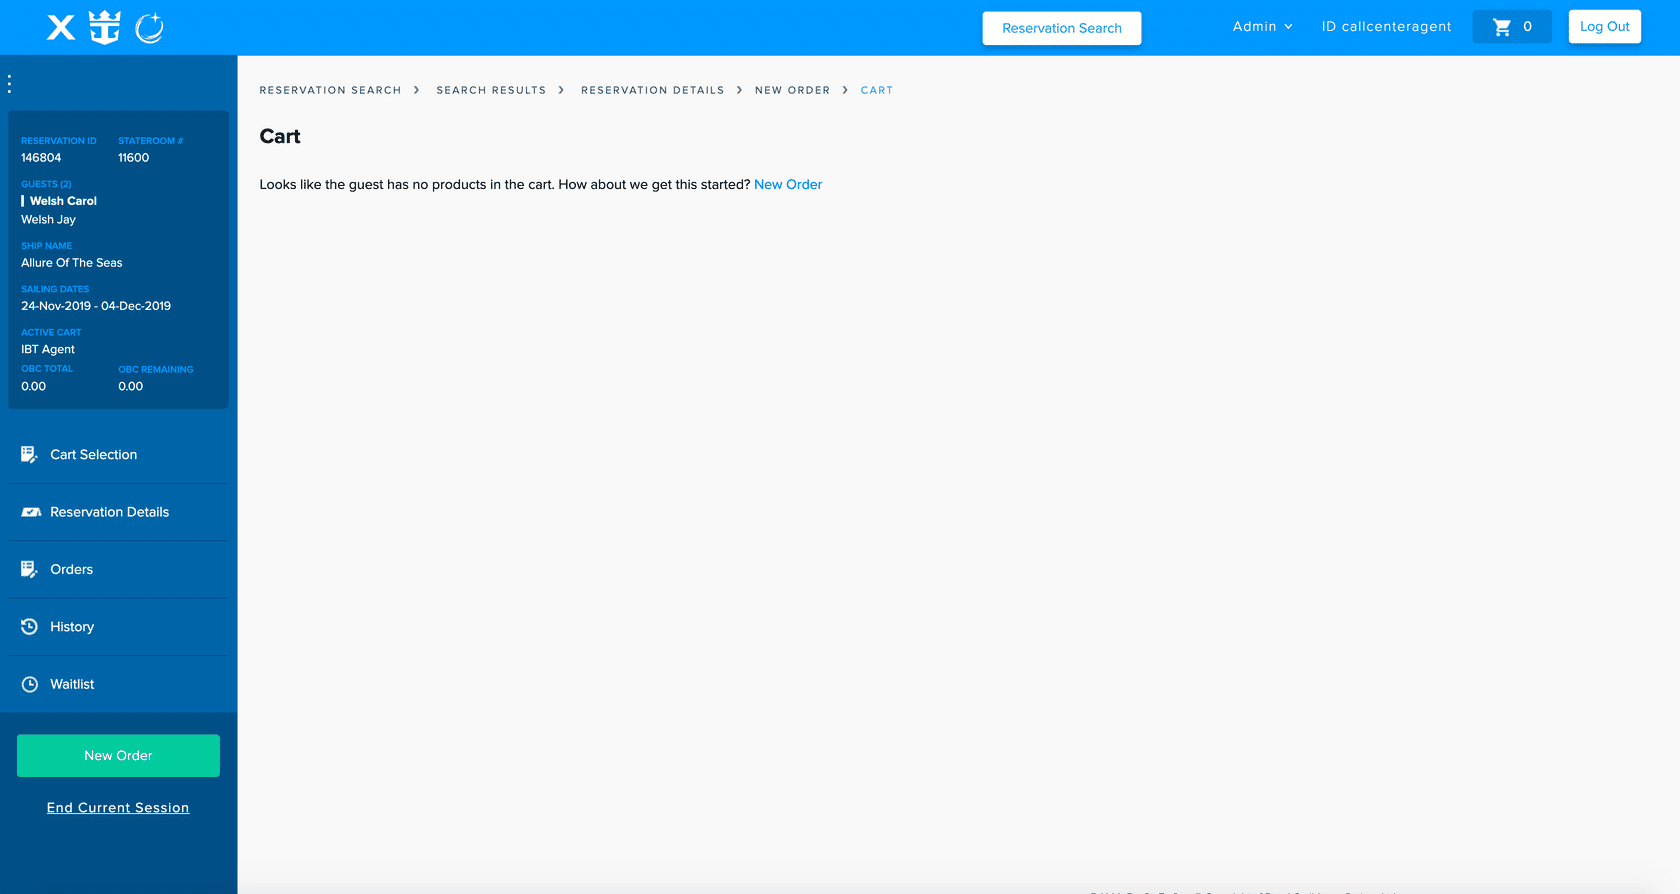 Reservation Search
Admin
ID callcenteragent
0
Log Out
RESERVATION SEARCH > SEARCH RESULTS > RESERVATION DETAILS > NEW ORDER > CART
Cart
Looks like the guest has no products in the cart. How about we get this started? New Order
RESERVATION ID STATEROOM #
146804 11600
GUESTS (2)
Welsh Carol
Welsh Jay
SHIP NAME
Allure Of The Seas
SAILING DATES
24-Nov-2019 - 04-Dec-2019
ACTIVE CART
IBT Agent
OBC TOTAL OBC REMAINING
0.00 0.00
Cart Selection
Reservation Details
Orders
History
Waitlist
New Order
End Current Session